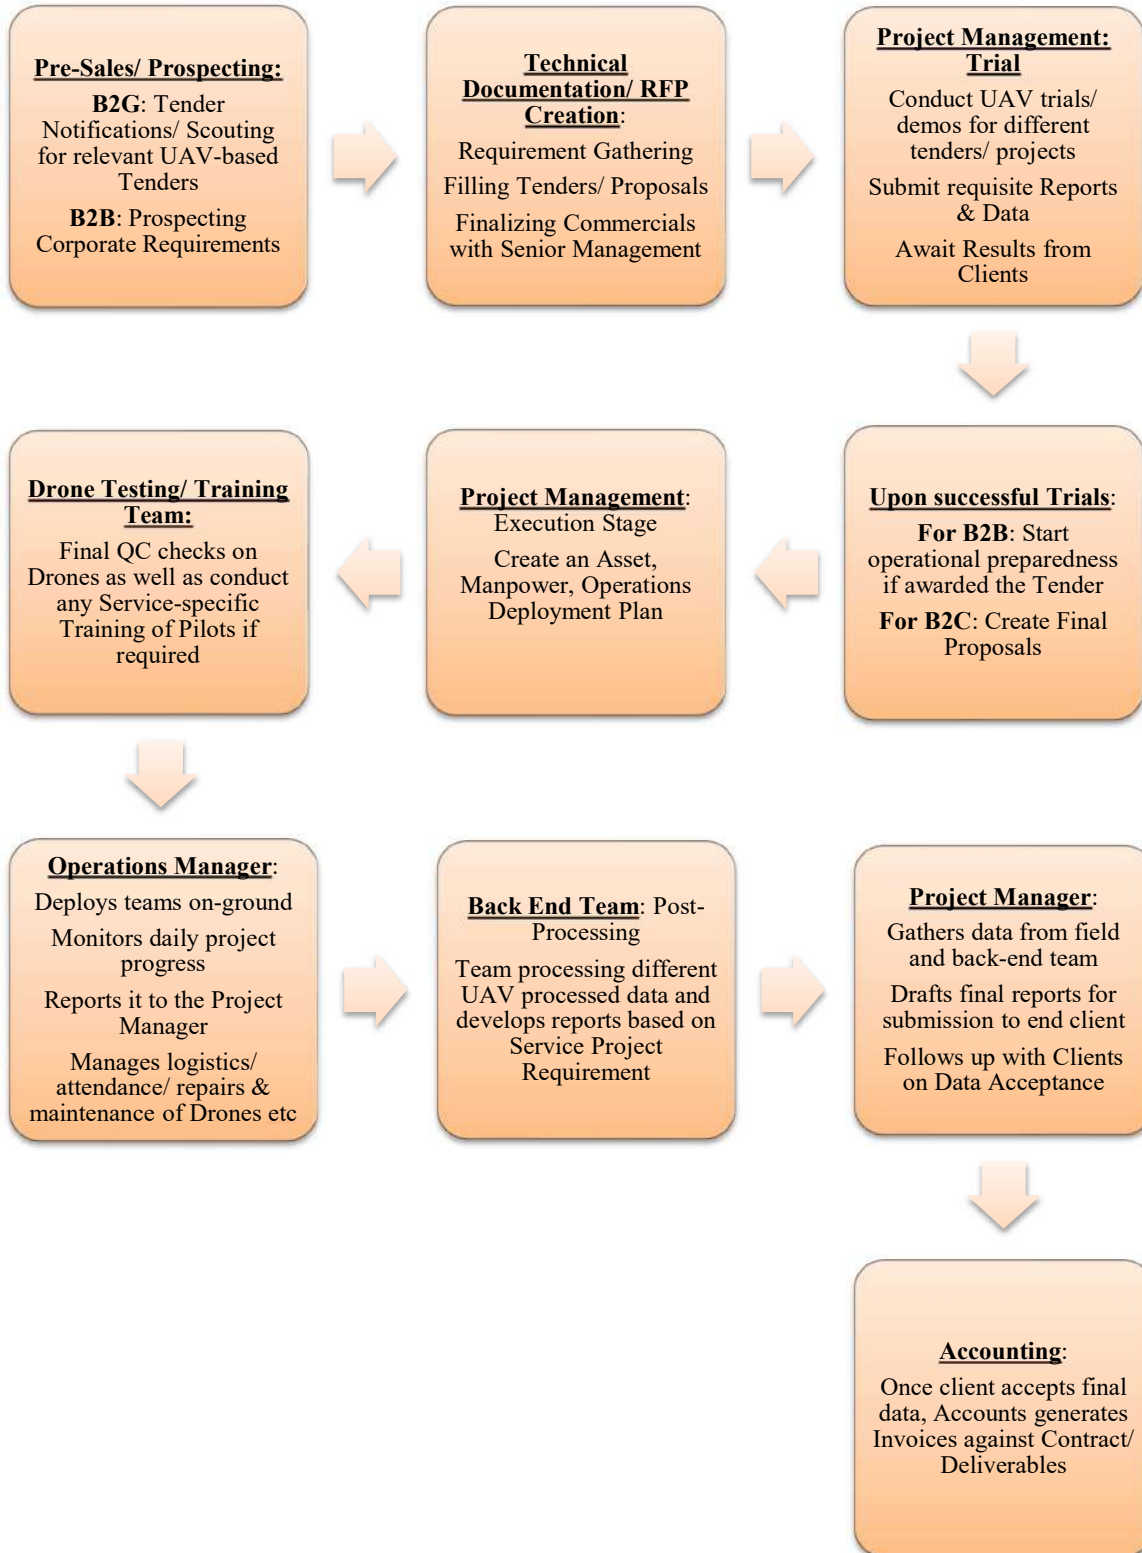 Pre-Sales/ Prospecting:
B2G: Tender
Notifications/ Scouting
for relevant UAV-based
Tenders
B2B: Prospecting
Corporate Requirements
Technical
Documentation/ RFP
Creation:
Requirement Gathering
Filling Tenders/ Proposals
Finalizing Commercials
with Senior Management
Project Management:
Trial
Conduct UAV trials/
demos for different
tenders/ projects
Submit requisite Reports
& Data
Await Results from
Clients
Upon successful Trials:
For B2B: Start
operational preparedness
if awarded the Tender
For B2C: Create Final
Proposals
Project Management:
Execution Stage
Create an Asset,
Manpower, Operations
Deployment Plan
Drone Testing/ Training
Team:
Final QC checks on
Drones as well as conduct
any Service-specific
Training of Pilots if
required
Operations Manager:
Deploys teams on-ground
Monitors daily project
progress
Reports it to the Project
Manager
Manages logistics/
attendance/ repairs &
maintenance of Drones etc
Back End Team: Post-
Processing
Team processing different
UAV processed data and
develops reports based on
Service Project
Requirement
Project Manager:
Gathers data from field
and back-end team
Drafts final reports for
submission to end client
Follows up with Clients
on Data Acceptance
Accounting:
Once client accepts final
data, Accounts generates
Invoices against Contract/
Deliverables